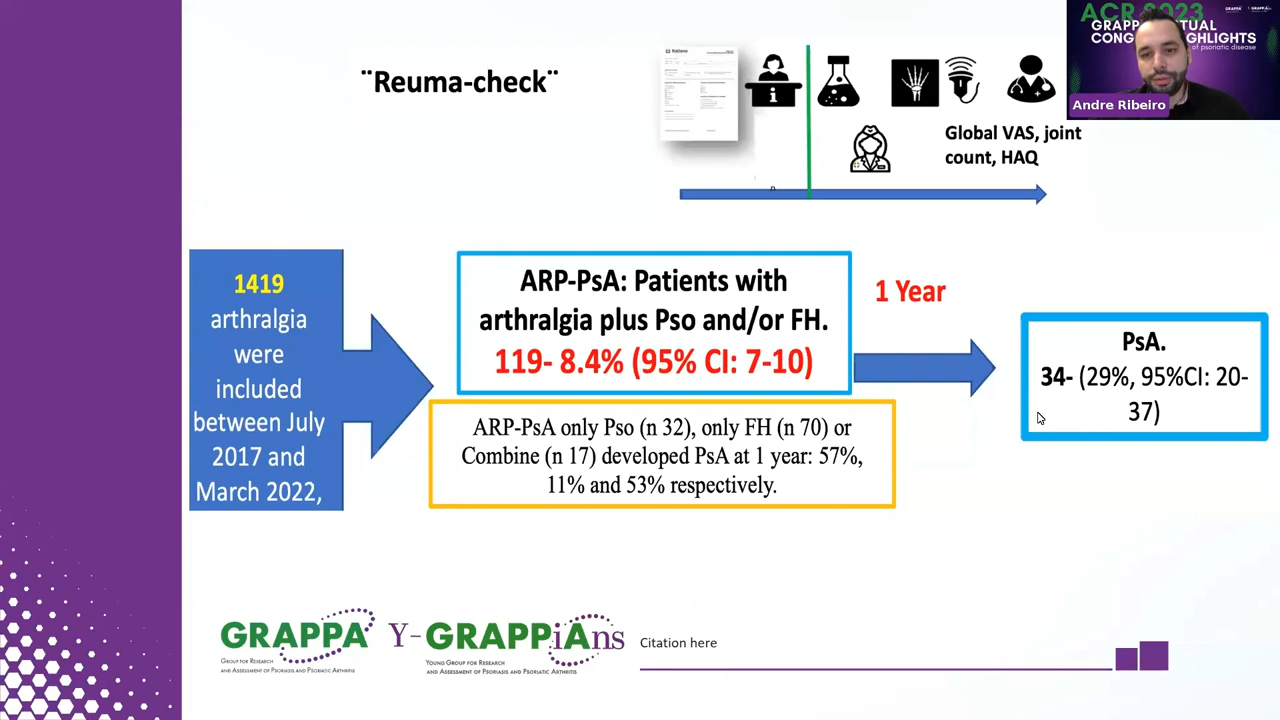 ¨Reuma-check¨
i
Global VAS, joint
count, HAQ
ACR 2023
Andre Ribeiro
1419
arthralgia
were
included
between July
2017 and
March 2022,
ARP-PsA: Patients with
arthralgia plus Pso and/or FH.
119- 8.4% (95% CI: 7-10)
ARP-PsA only Pso (n 32), only FH (n 70) or
Combine (n 17) developed PsA at 1 year: 57%,
11% and 53% respectively.
1 Year
PsA.
34- (29%, 95%CI: 20-
37)
GRAPPA
Group for Research
and Assessment of Psoriasis and Psoriatic Arthritis
Y-GRAPPiAns
Young Group for Research
and Assessment of Psoriasis and Psoriatic Arthritis
Citation here